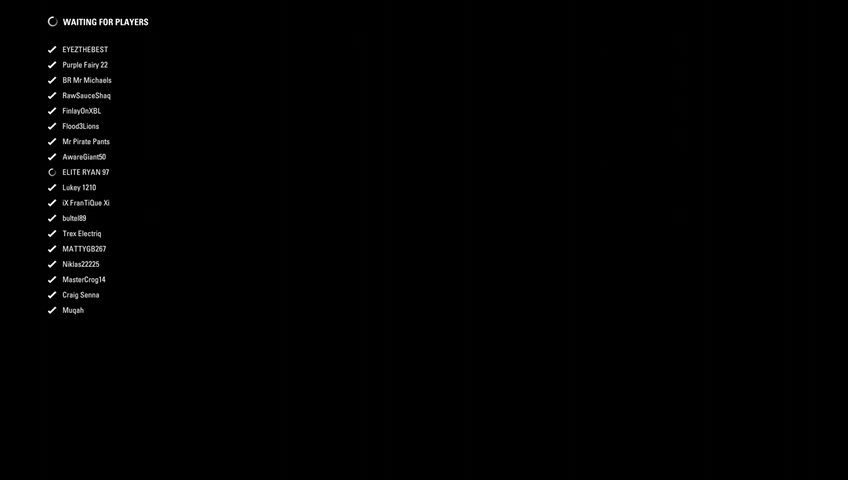 WAITING FOR PLAYERS
EYEZTHEBEST
Purple Fairy 22
BR Mr Michaels
RawSauceShaq
FinlayOnXBL
Flood3Lions
Mr Pirate Pants
AwareGiant50
ELITE RYAN 97
Lukey 1210
iX FranTiQue Xi
bultel89
Trex Electriq
MATTYGB267
Niklas22225
MasterCrog14
Craig Senna
Muqah